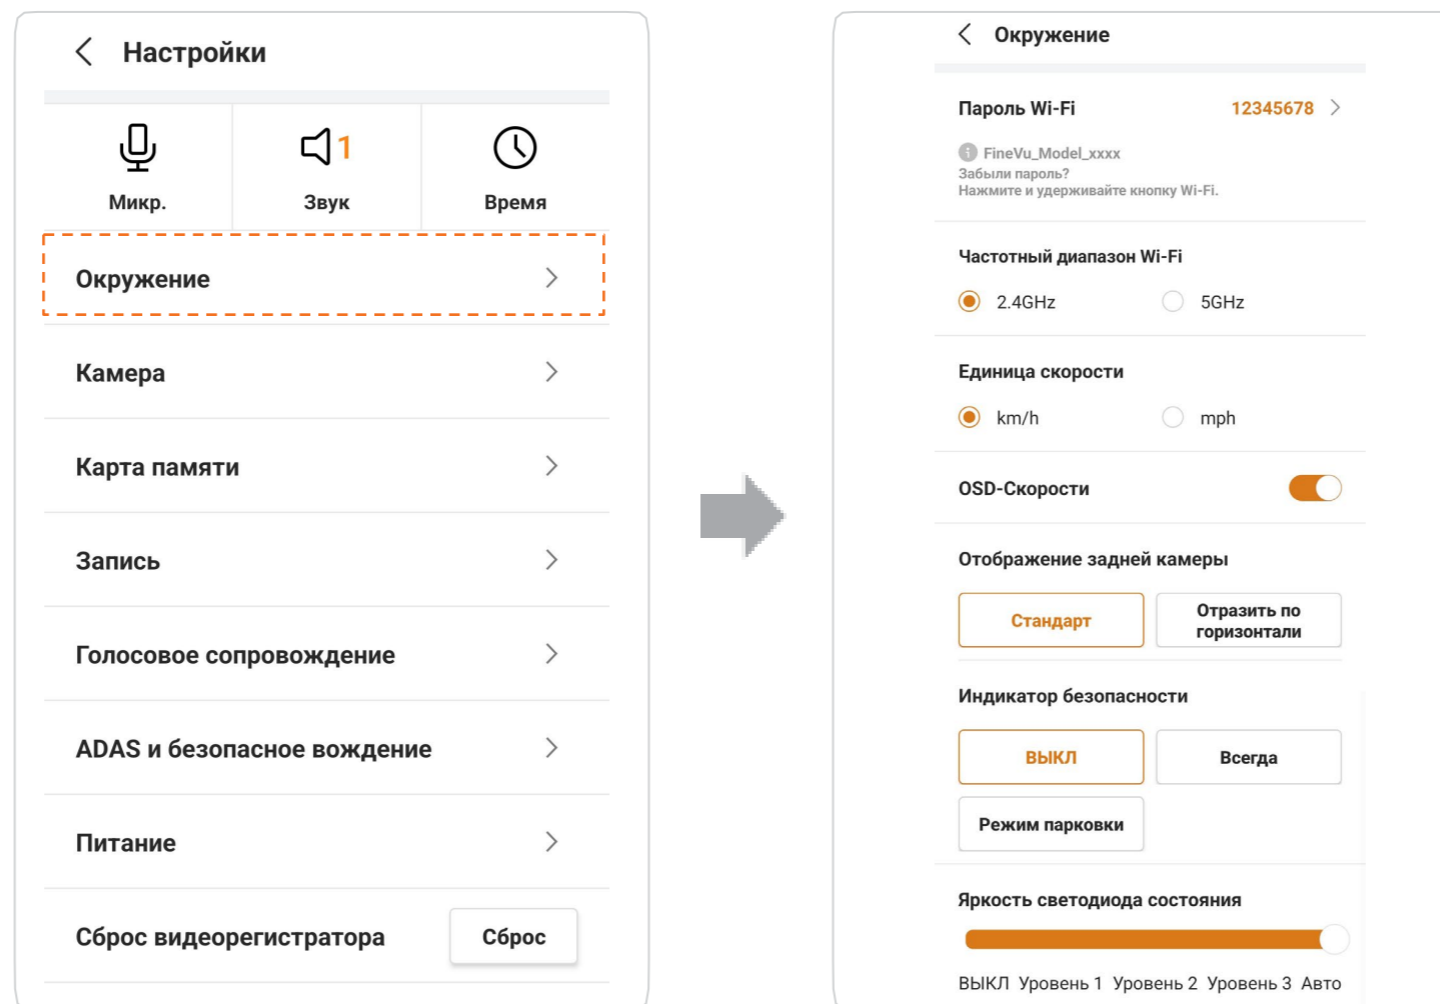 Настройки
1
Микр.
Звук
Время
Окружение
Камера
Карта памяти
Запись
Голосовое сопровождение
ADAS и безопасное вождение
Питание
Сброс видеорегистратора
Сброс
Окружение
Пароль Wi-Fi
12345678
FineVu_Model_xxxx
Забыли пароль?
Нажмите и удерживайте кнопку Wi-Fi.
Частотный диапазон Wi-Fi
2.4GHz
5GHz
Единица скорости
km/h
mph
OSD-Скорости
Отображение задней камеры
Стандарт
Отразить по
горизонтали
Индикатор безопасности
ВЫКЛ
Всегда
Режим парковки
Яркость светодиода состояния
ВЫКЛ Уровень 1 Уровень 2 Уровень 3 Авто